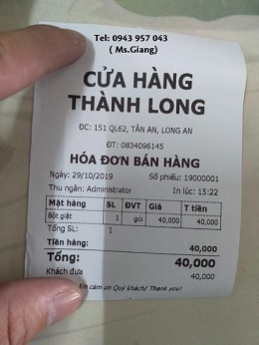 Tel: 0943 957 043
( Ms.Giang)
CỬA HÀNG
THÀNH LONG
ĐC: 151 QL62, TÂN AN, LONG AN
ĐT: 0834096145
HÓA ĐƠN BÁN HÀNG
Ngày: 29/10/2019 Số phiếu: 19000001
Thu ngân: Administrator In lúc: 15:22
Mặt hàng SL ĐVT Giá T tiền
Bột giặt 1 gói 40,000 40,000
Tổng SL: 1
Tiền hàng: 40,000
Tổng: 40,000
Khách đưa 40,000
Xin cảm ơn Quý khách/ Thank you!